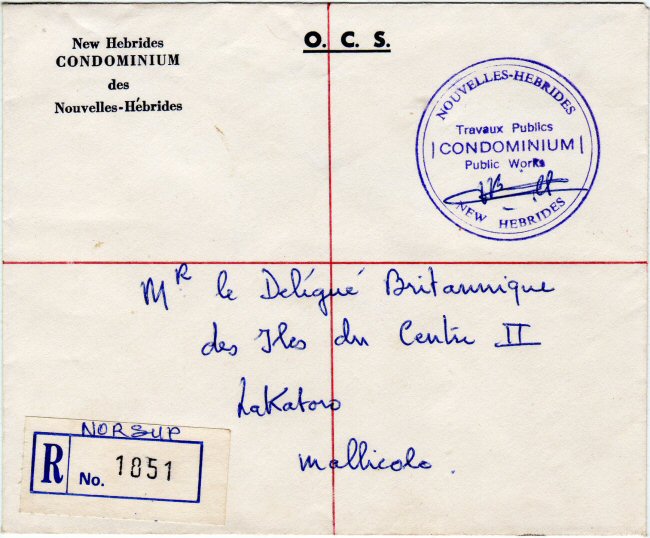 New Hebrides
CONDOMINIUM
des
Nouvelles-Hébrides
O. C. S.
NOUVELLES-HEBRIDES
Travaux Publics
CONDOMINIUM
Public Works
NEW HEBRIDES
Mr le Délégué Britannique
des Iles du Centre II
Lakatoro
Mallicolo.
NORSUP
R No. 1851